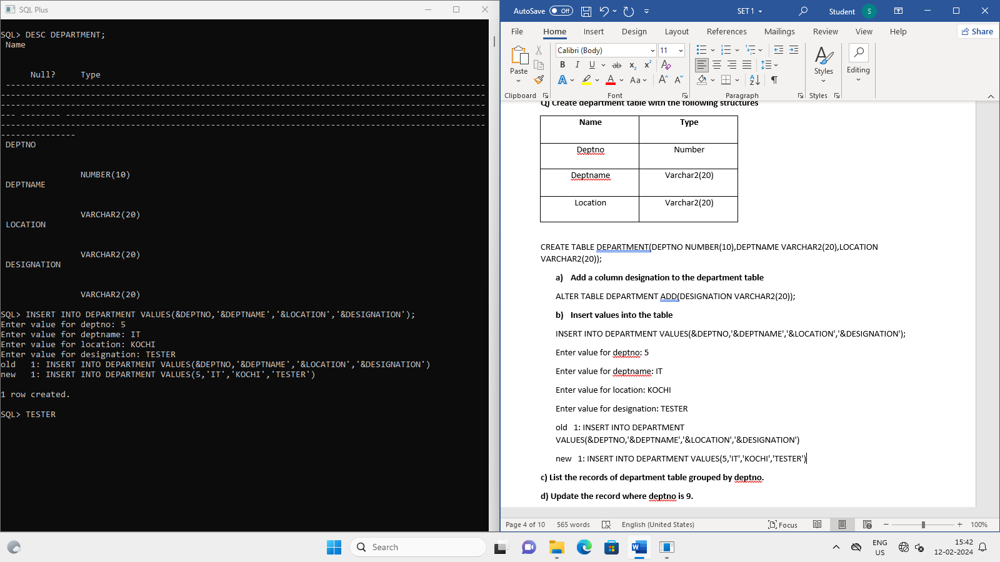 SQL Plus
SQL> DESC DEPARTMENT;
Name
Null?     Type
DEPTNO
NUMBER(10)
DEPTNAME
VARCHAR2(20)
LOCATION
VARCHAR2(20)
DESIGNATION
VARCHAR2(20)
SQL> INSERT INTO DEPARTMENT VALUES(&DEPTNO,'&DEPTNAME','&LOCATION','&DESIGNATION');
Enter value for deptno: 5
Enter value for deptname: IT
Enter value for location: KOCHI
Enter value for designation: TESTER
old   1: INSERT INTO DEPARTMENT VALUES(&DEPTNO,'&DEPTNAME','&LOCATION','&DESIGNATION')
new   1: INSERT INTO DEPARTMENT VALUES(5,'IT','KOCHI','TESTER')
1 row created.
SQL> TESTER
AutoSave Off SET 1 Student S
File Home Insert Design Layout References Mailings Review View Help Share
Calibri (Body) 11
Paste
Styles
Editing
Clipboard Font Paragraph Styles
Q) Create department table with the following structures
Name Type
Deptno Number
Deptname Varchar2(20)
Location Varchar2(20)
CREATE TABLE DEPARTMENT(DEPTNO NUMBER(10),DEPTNAME VARCHAR2(20),LOCATION
VARCHAR2(20));
a) Add a column designation to the department table
ALTER TABLE DEPARTMENT ADD(DESIGNATION VARCHAR2(20));
b) Insert values into the table
INSERT INTO DEPARTMENT VALUES(&DEPTNO,'&DEPTNAME','&LOCATION','&DESIGNATION');
Enter value for deptno: 5
Enter value for deptname: IT
Enter value for location: KOCHI
Enter value for designation: TESTER
old   1: INSERT INTO DEPARTMENT
VALUES(&DEPTNO,'&DEPTNAME','&LOCATION','&DESIGNATION')
new   1: INSERT INTO DEPARTMENT VALUES(5,'IT','KOCHI','TESTER')
c) List the records of department table grouped by deptno.
d) Update the record where deptno is 9.
Page 4 of 10 565 words English (United States) Focus 100%
Search
ENG
US
15:42
12-02-2024